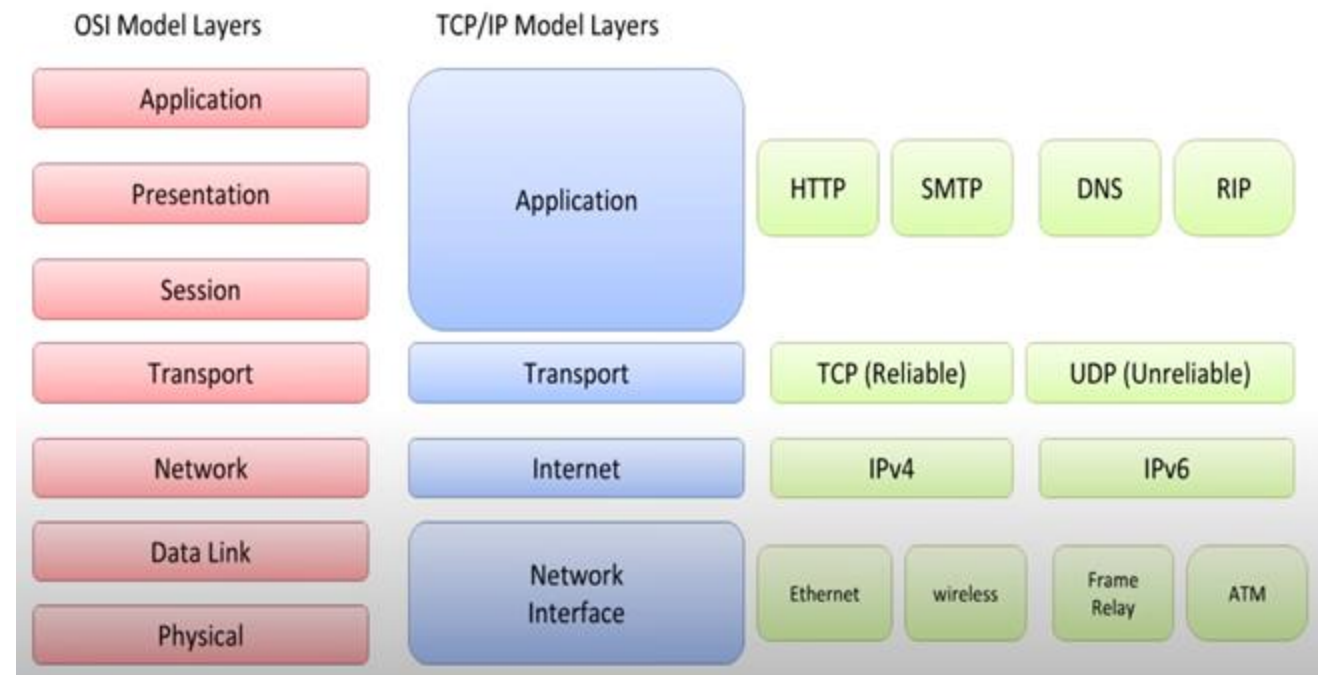 OSI Model Layers
TCP/IP Model Layers
Application
Application
HTTP
SMTP
DNS
RIP
Presentation
Session
Transport
Transport
TCP (Reliable)
UDP (Unreliable)
Network
Internet
IPv4
IPv6
Data Link
Physical
Network
Interface
Ethernet
wireless
Frame
Relay
ATM